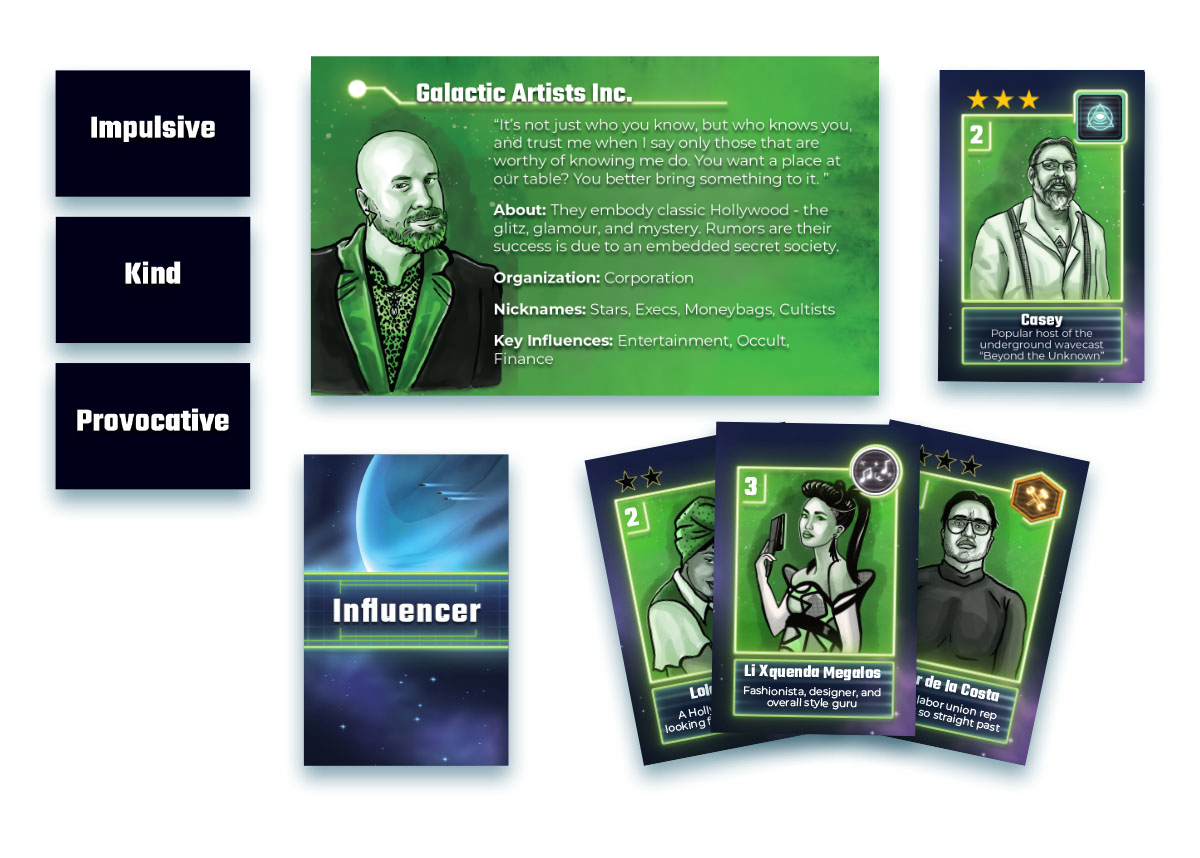 Impulsive
Kind
Provocative
Galactic Artists Inc.
“It’s not just who you know, but who knows you,
and trust me when I say only those that are
worthy of knowing me do. You want a place at
our table? You better bring something to it. ”
About: They embody classic Hollywood - the
glitz, glamour, and mystery. Rumors are their
success is due to an embedded secret society.
Organization: Corporation
Nicknames: Stars, Execs, Moneybags, Cultists
Key Influences: Entertainment, Occult,
Finance
2
Casey
Popular host of the
underground wavecast
“Beyond the Unknown”
Influencer
2
A
looking
3
Li Xquenda Megalos
Fashionista, designer, and
overall style guru
de la Costa
labor union rep
so straight past